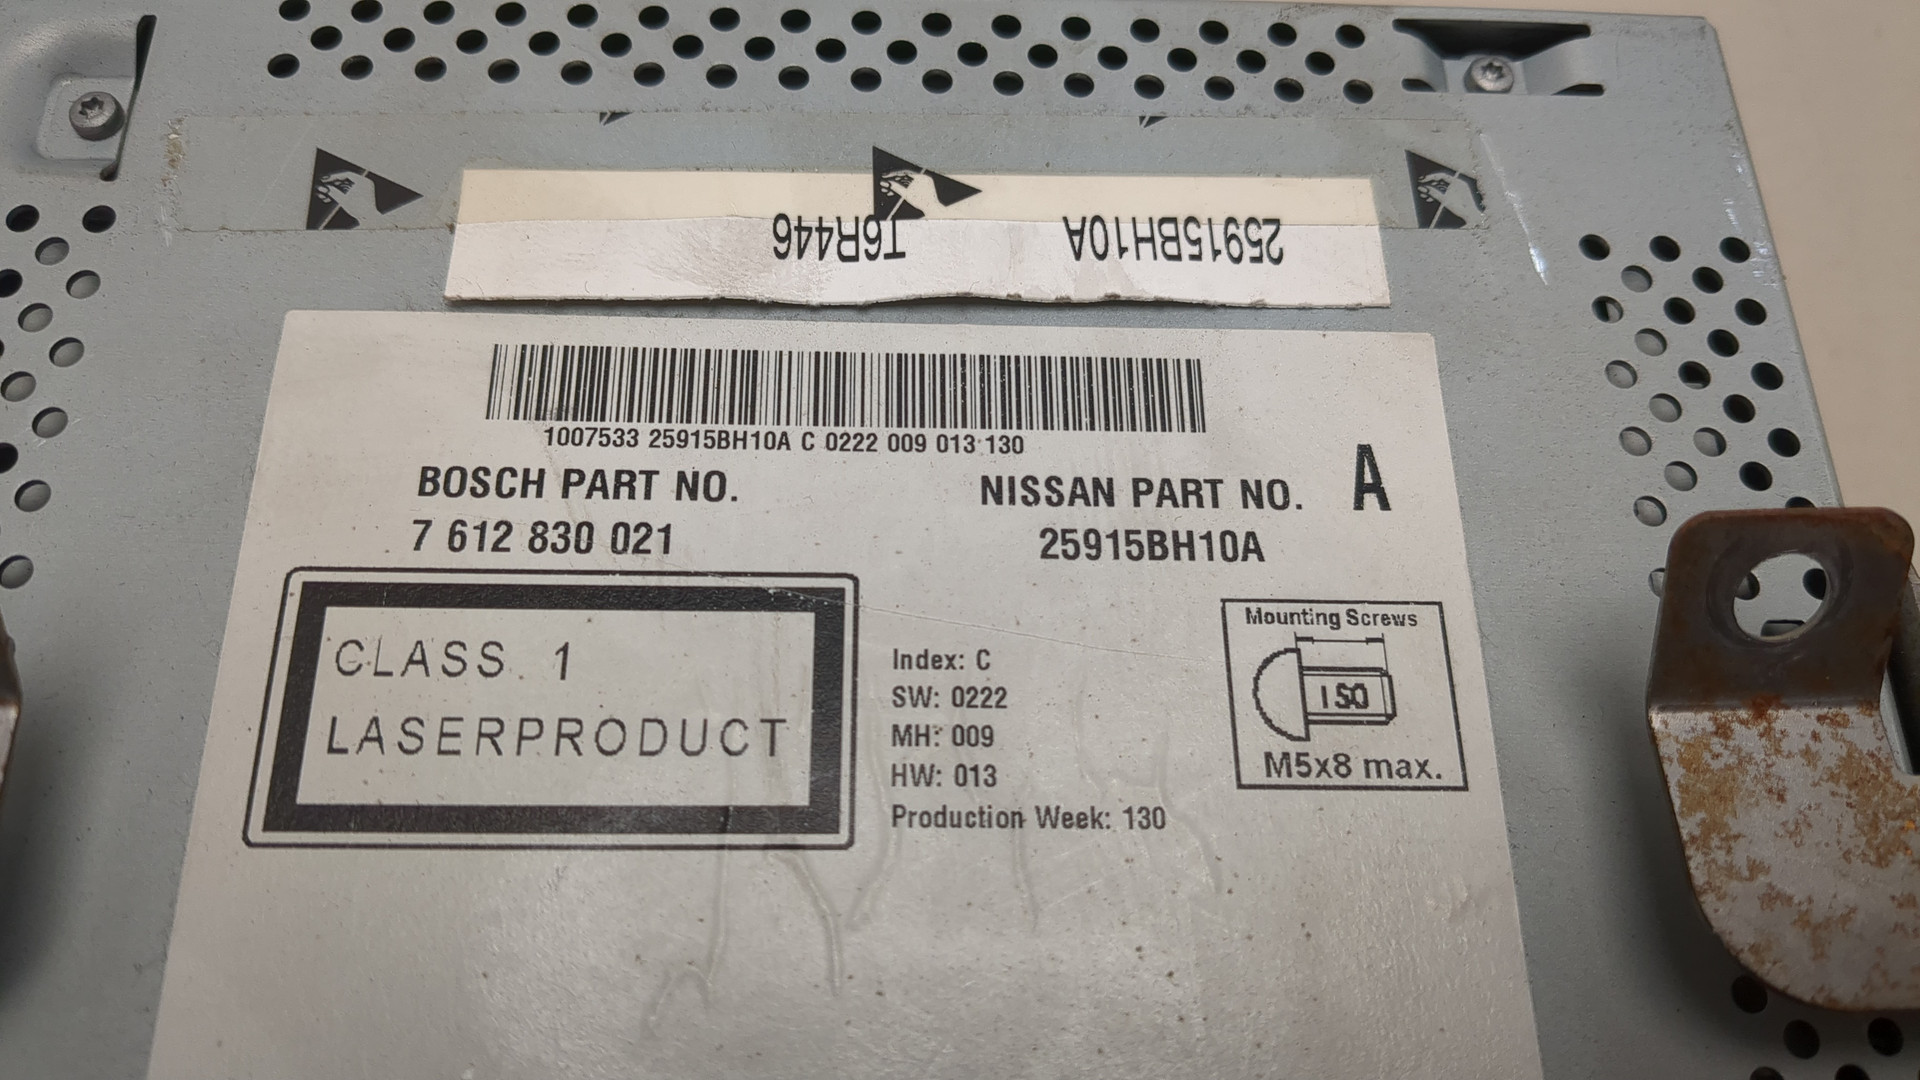 T6R446 25915BH10A
1007533 25915BH10A C 0222 009 013 130
BOSCH PART NO.
7 612 830 021
NISSAN PART NO. A
25915BH10A
CLASS 1
LASERPRODUCT
Index: C
SW: 0222
MH: 009
HW: 013
Production Week: 130
Mounting Screws
ISO
M5x8 max.